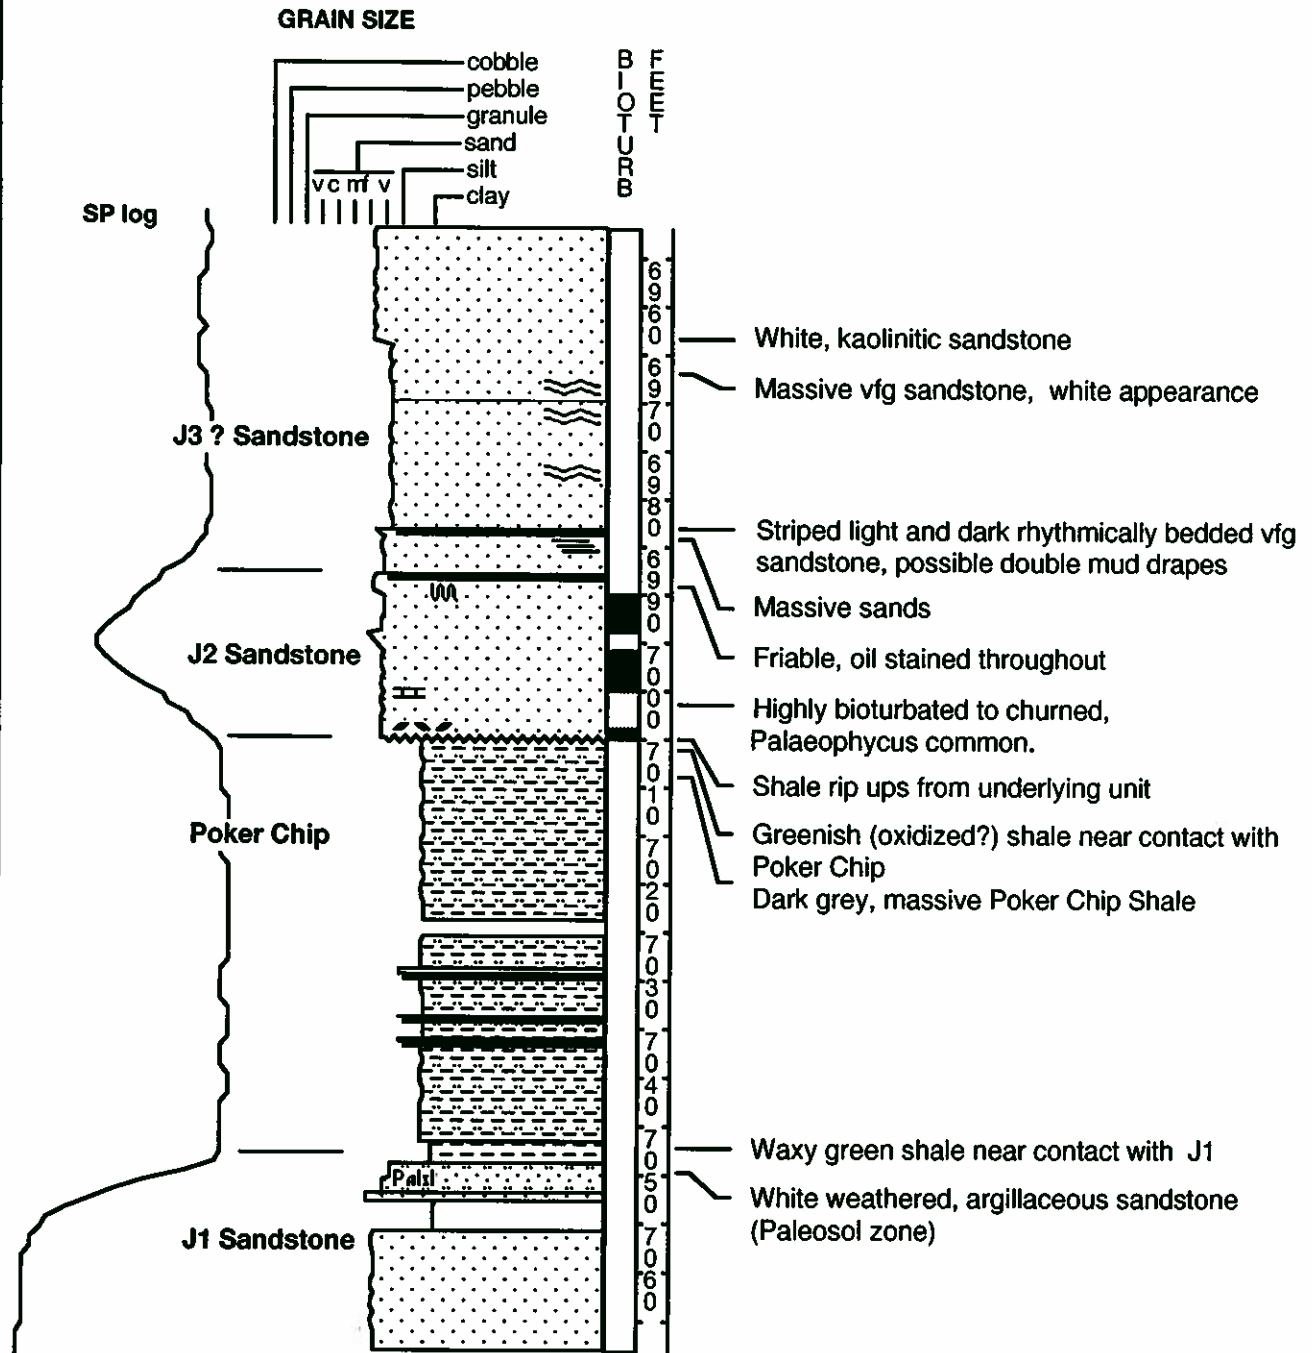 GRAIN SIZE
cobble
pebble
granule
sand
silt
clay
v c m f v
BIOTURB
FEET
SP log
6960
6970
6980
6990
7000
7010
7020
7030
7040
7050
7060
White, kaolinitic sandstone
Massive vfg sandstone, white appearance
J3 ? Sandstone
Striped light and dark rhythmically bedded vfg
sandstone, possible double mud drapes
Massive sands
J2 Sandstone
Friable, oil stained throughout
Highly bioturbated to churned,
Palaeophycus common.
Shale rip ups from underlying unit
Poker Chip
Greenish (oxidized?) shale near contact with
Poker Chip
Dark grey, massive Poker Chip Shale
Waxy green shale near contact with J1
Palsl
White weathered, argillaceous sandstone
(Paleosol zone)
J1 Sandstone